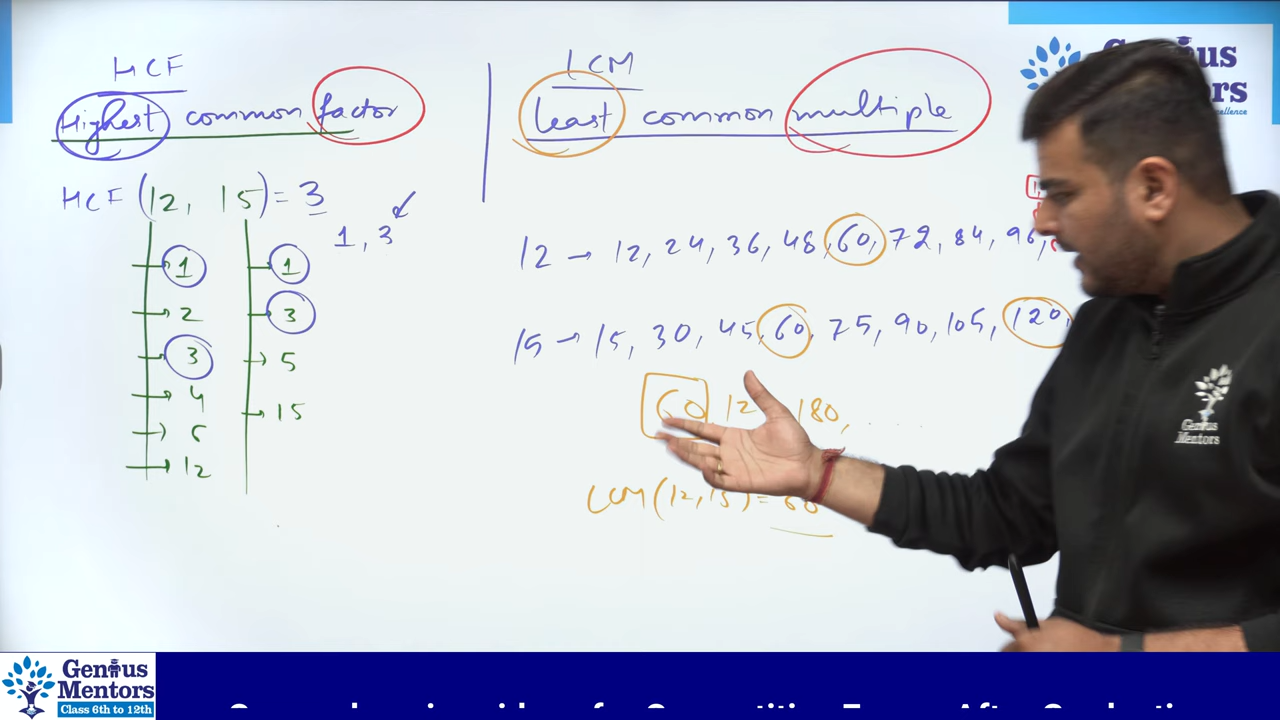 HCF
Highest common factor
HCF (12, 15) = 3
1, 3
1
2
3
4
6
12
1
3
5
15
LCM
least common multiple
12 → 12, 24, 36, 48, 60, 72, 84, 96,
15 → 15, 30, 45, 60, 75, 90, 105, 120,
60 180, ....
LCM (12, 15) = 60
Genius
Mentors
Genius
Mentors
Class 6th to 12th